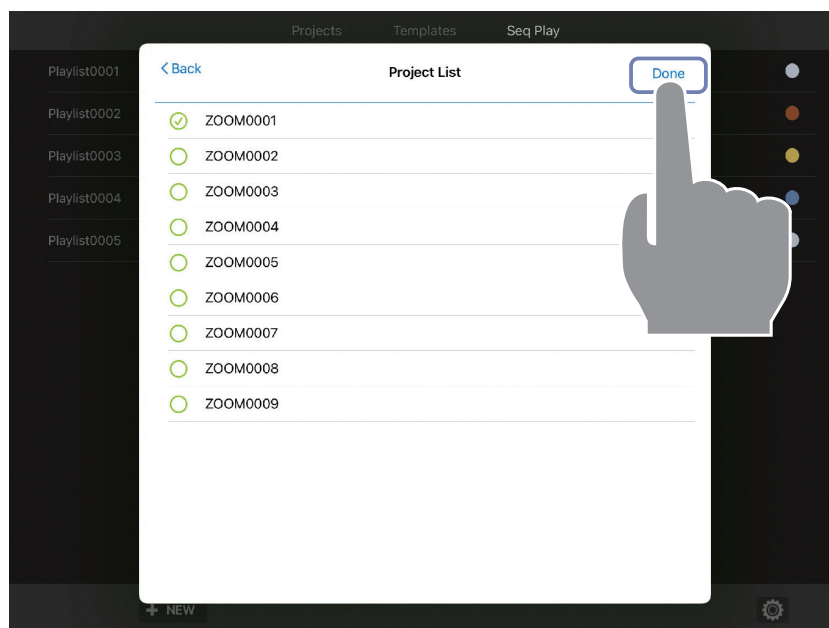 Projects Templates Seq Play
< Back Project List Done
Playlist0001
Playlist0002
Playlist0003
Playlist0004
Playlist0005
ZOOM0001
ZOOM0002
ZOOM0003
ZOOM0004
ZOOM0005
ZOOM0006
ZOOM0007
ZOOM0008
ZOOM0009
+ NEW